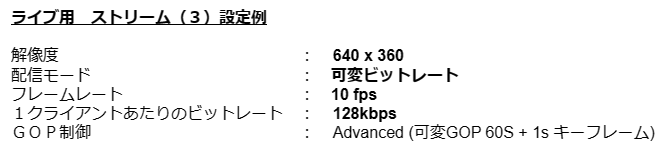 ライブ用　ストリーム（３）設定例
解像度　：　640 x 360
配信モード　：　可変ビットレート
フレームレート　：　10 fps
１クライアントあたりのビットレート　：　128kbps
ＧＯＰ制御　：　Advanced (可変GOP 60S + 1s キーフレーム)